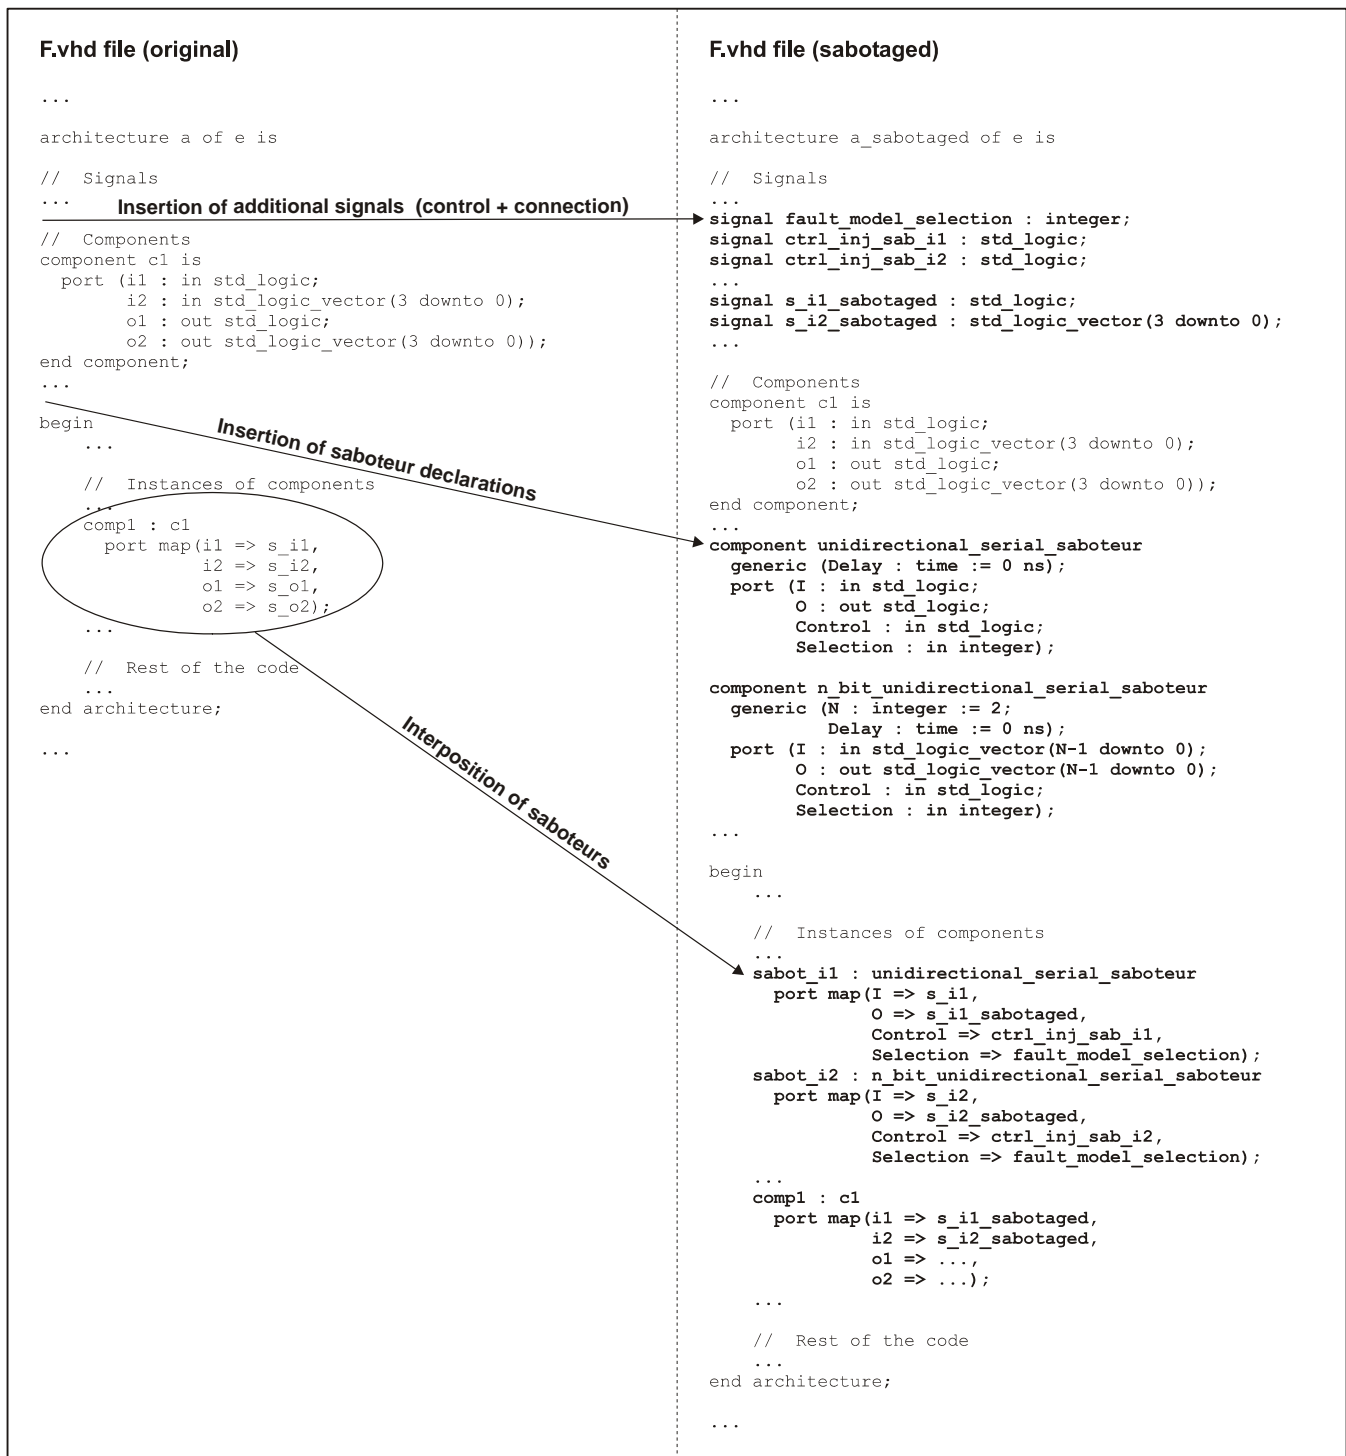 F.vhd file (original)
...
architecture a of e is
//  Signals
...
Insertion of additional signals (control + connection)
//  Components
component c1 is
  port (i1 : in std_logic;
        i2 : in std_logic_vector(3 downto 0);
        o1 : out std_logic;
        o2 : out std_logic_vector(3 downto 0));
end component;
...
Insertion of saboteur declarations
begin
    ...
    //  Instances of components
    ...
    comp1 : c1
      port map(i1 => s_i1,
               i2 => s_i2,
               o1 => s_o1,
               o2 => s_o2);
    ...
Interposition of saboteurs
    //  Rest of the code
    ...
end architecture;
...
F.vhd file (sabotaged)
...
architecture a_sabotaged of e is
//  Signals
...
signal fault_model_selection : integer;
signal ctrl_inj_sab_i1 : std_logic;
signal ctrl_inj_sab_i2 : std_logic;
...
signal s_i1_sabotaged : std_logic;
signal s_i2_sabotaged : std_logic_vector(3 downto 0);
...
//  Components
component c1 is
  port (i1 : in std_logic;
        i2 : in std_logic_vector(3 downto 0);
        o1 : out std_logic;
        o2 : out std_logic_vector(3 downto 0));
end component;
...
component unidirectional_serial_saboteur
  generic (Delay : time := 0 ns);
  port (I : in std_logic;
        O : out std_logic;
        Control : in std_logic;
        Selection : in integer);
component n_bit_unidirectional_serial_saboteur
  generic (N : integer := 2;
           Delay : time := 0 ns);
  port (I : in std_logic_vector(N-1 downto 0);
        O : out std_logic_vector(N-1 downto 0);
        Control : in std_logic;
        Selection : in integer);
...
begin
    ...
    //  Instances of components
    ...
    sabot_i1 : unidirectional_serial_saboteur
      port map(I => s_i1,
               O => s_i1_sabotaged,
               Control => ctrl_inj_sab_i1,
               Selection => fault_model_selection);
    sabot_i2 : n_bit_unidirectional_serial_saboteur
      port map(I => s_i2,
               O => s_i2_sabotaged,
               Control => ctrl_inj_sab_i2,
               Selection => fault_model_selection);
    ...
    comp1 : c1
      port map(i1 => s_i1_sabotaged,
               i2 => s_i2_sabotaged,
               o1 => ...,
               o2 => ...);
    ...
    //  Rest of the code
    ...
end architecture;
...